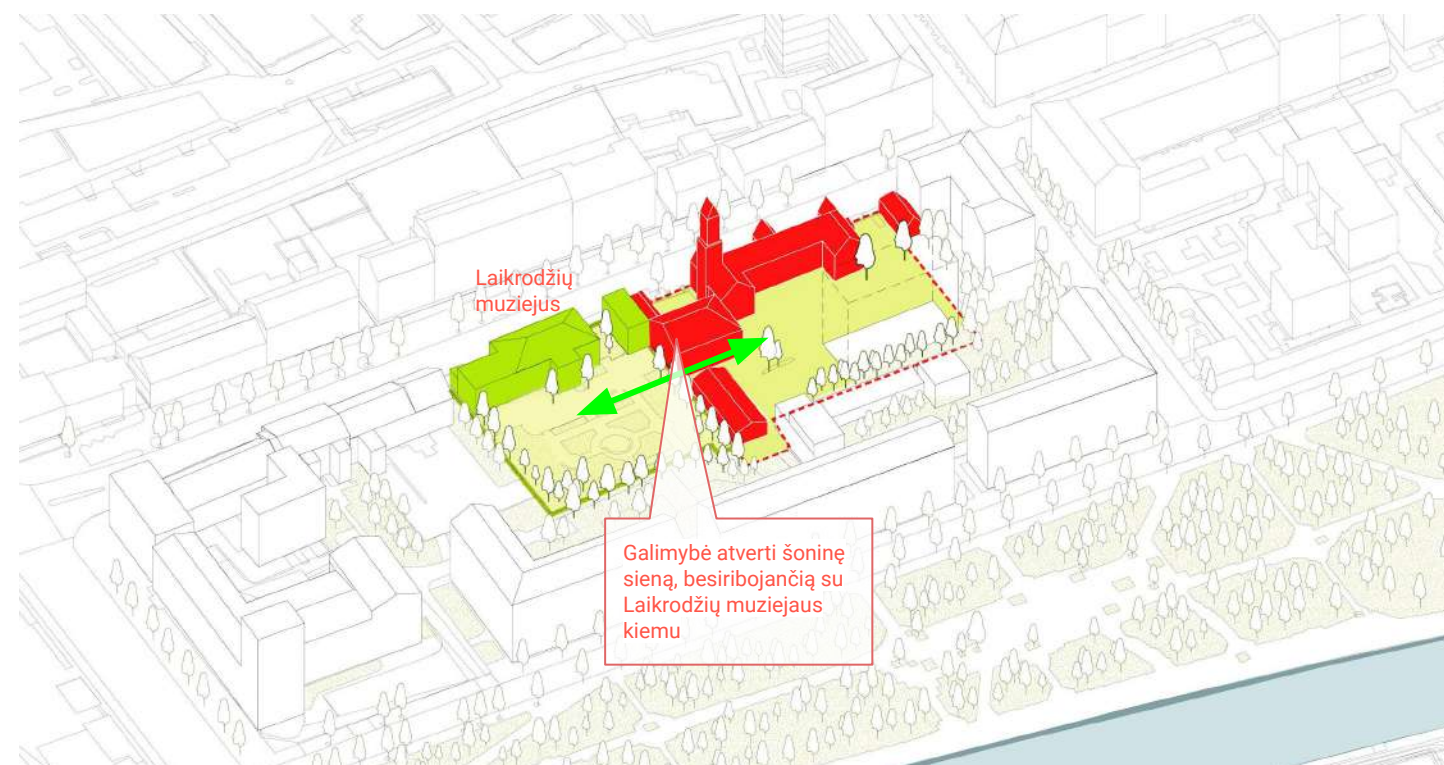 Laikrodžių
muziejus
Galimybė atverti šoninę
sieną, besiribojančią su
Laikrodžių muziejaus
kiemu